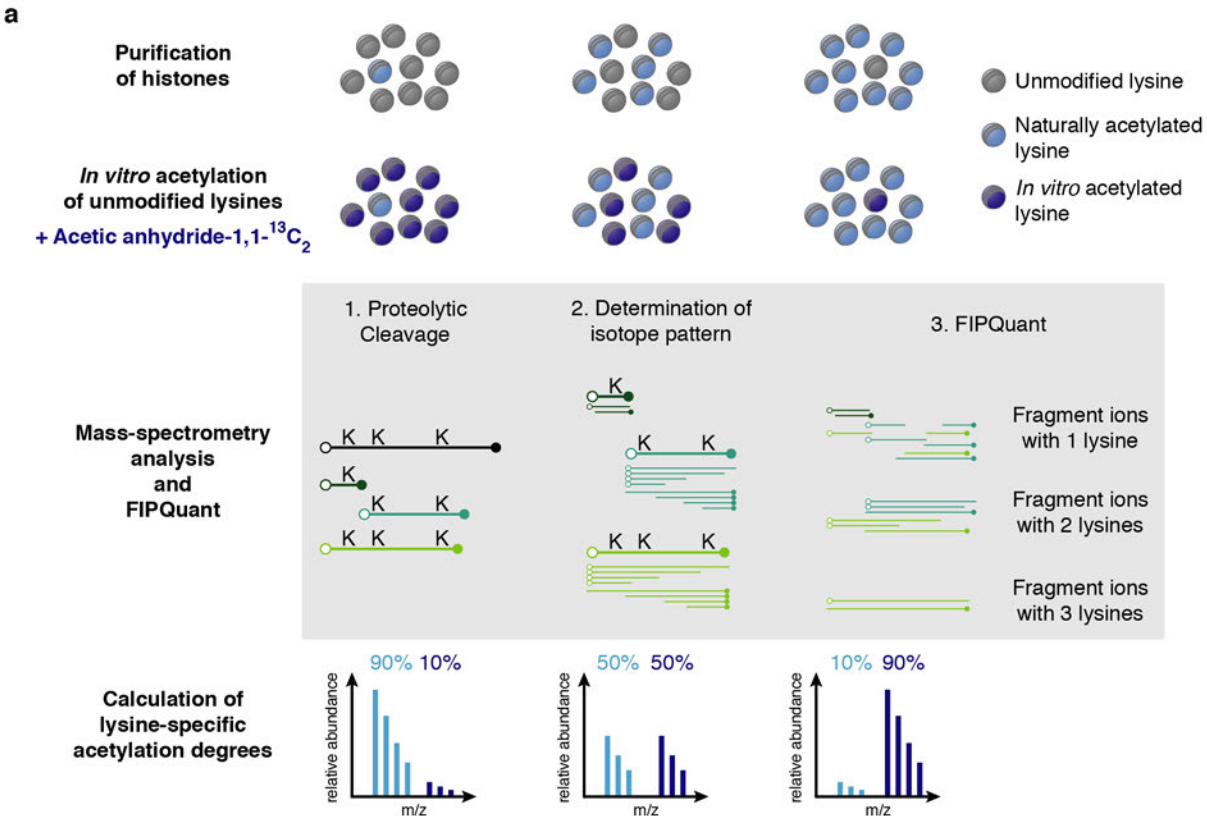 a
Purification
of histones
Unmodified lysine
Naturally acetylated
lysine
In vitro acetylated
lysine
In vitro acetylation
of unmodified lysines
+ Acetic anhydride-1,1-¹³C₂
1. Proteolytic
Cleavage
2. Determination of
isotope pattern
3. FIPQuant
Mass-spectrometry
analysis
and
FIPQuant
K K K
K
K K
K K K
K
K K
K K K
Fragment ions
with 1 lysine
Fragment ions
with 2 lysines
Fragment ions
with 3 lysines
Calculation of
lysine-specific
acetylation degrees
90% 10%
relative abundance
m/z
50% 50%
relative abundance
m/z
10% 90%
relative abundance
m/z